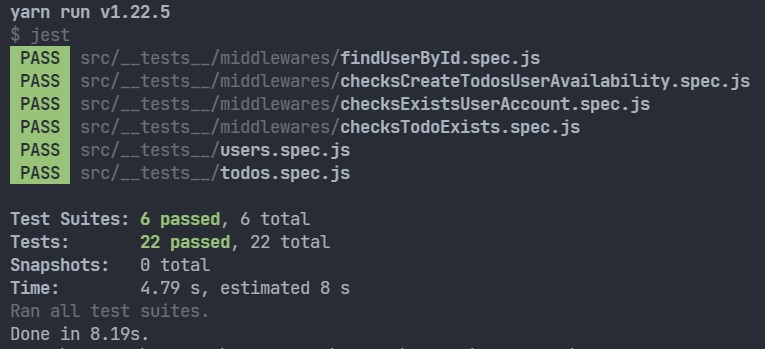 yarn run v1.22.5
$ jest
PASS src/__tests__/middlewares/findUserById.spec.js
PASS src/__tests__/middlewares/checksCreateTodosUserAvailability.spec.js
PASS src/__tests__/middlewares/checksExistsUserAccount.spec.js
PASS src/__tests__/middlewares/checksTodoExists.spec.js
PASS src/__tests__/users.spec.js
PASS src/__tests__/todos.spec.js
Test Suites: 6 passed, 6 total
Tests: 22 passed, 22 total
Snapshots: 0 total
Time: 4.79 s, estimated 8 s
Ran all test suites.
Done in 8.19s.